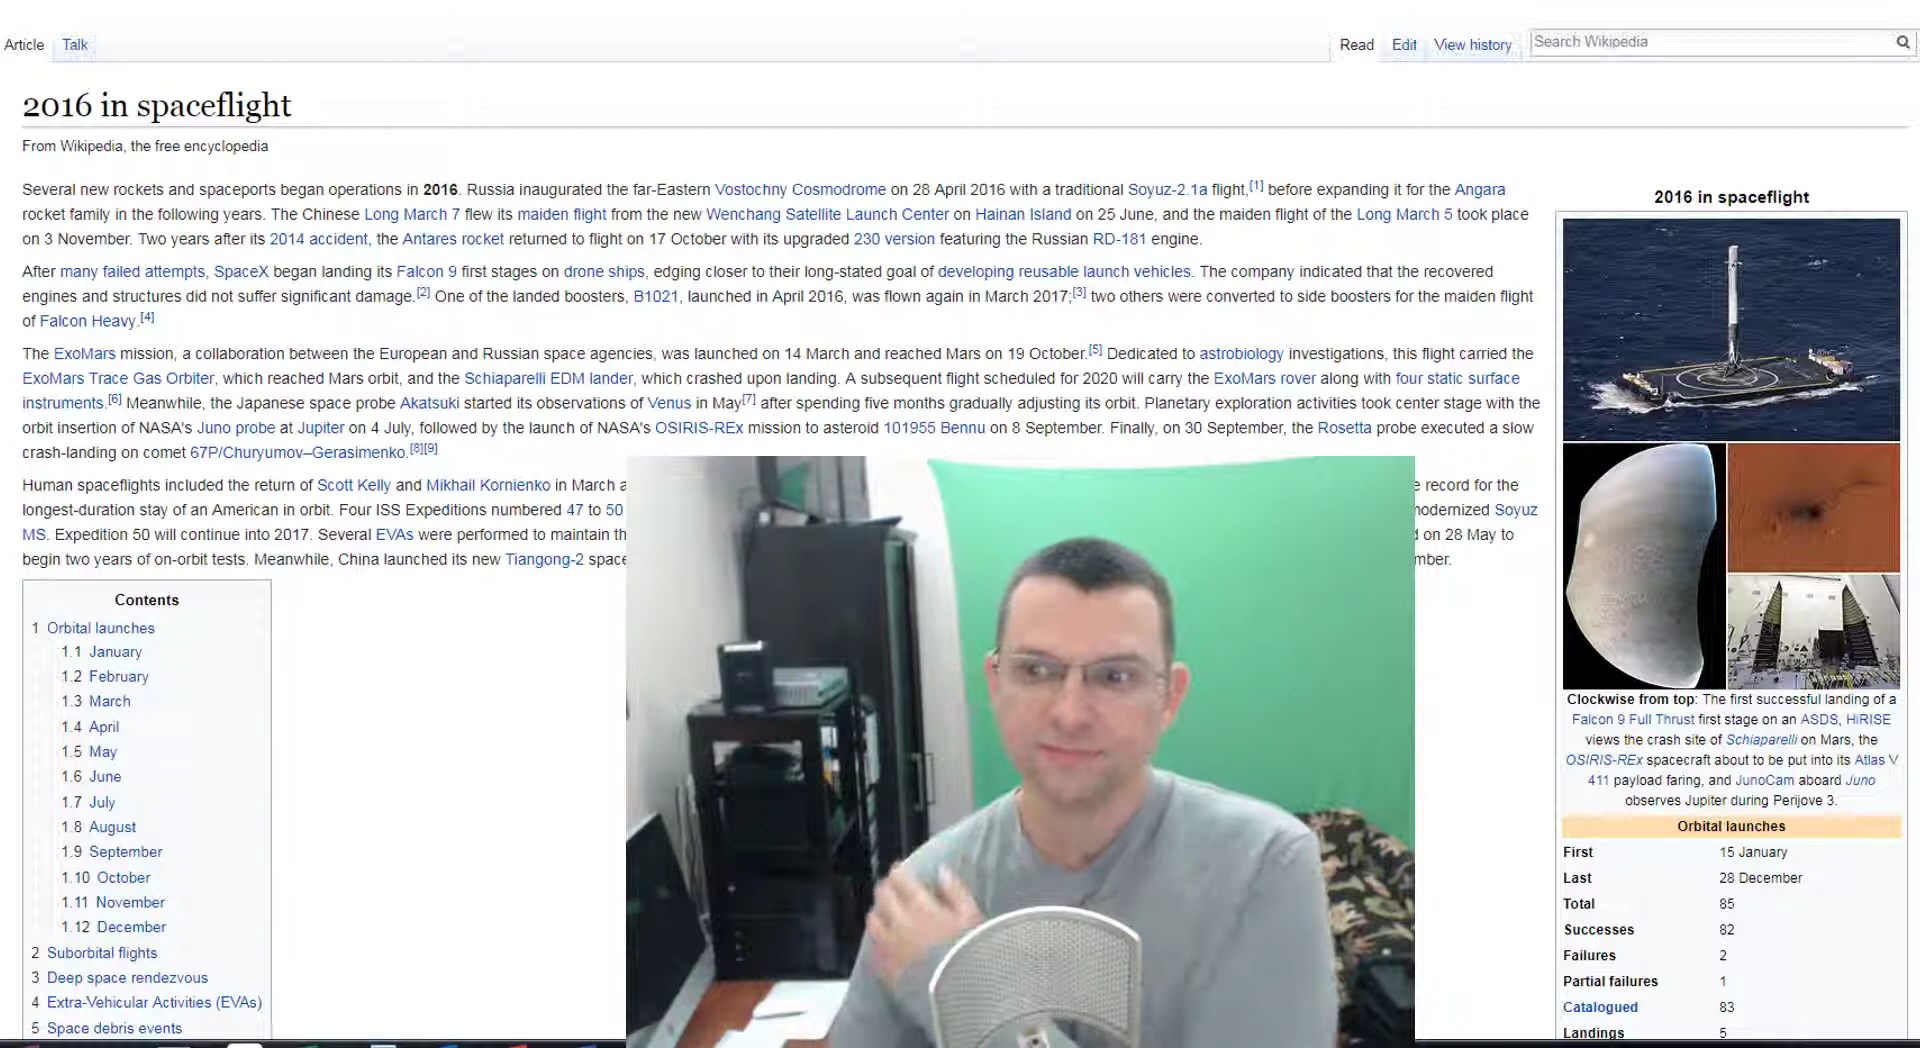 Article Talk Read Edit View history Search Wikipedia
2016 in spaceflight
From Wikipedia, the free encyclopedia
Several new rockets and spaceports began operations in 2016. Russia inaugurated the far-Eastern Vostochny Cosmodrome on 28 April 2016 with a traditional Soyuz-2.1a flight,[1] before expanding it for the Angara
rocket family in the following years. The Chinese Long March 7 flew its maiden flight from the new Wenchang Satellite Launch Center on Hainan Island on 25 June, and the maiden flight of the Long March 5 took place
on 3 November. Two years after its 2014 accident, the Antares rocket returned to flight on 17 October with its upgraded 230 version featuring the Russian RD-181 engine.
After many failed attempts, SpaceX began landing its Falcon 9 first stages on drone ships, edging closer to their long-stated goal of developing reusable launch vehicles. The company indicated that the recovered
engines and structures did not suffer significant damage.[2] One of the landed boosters, B1021, launched in April 2016, was flown again in March 2017;[3] two others were converted to side boosters for the maiden flight
of Falcon Heavy.[4]
The ExoMars mission, a collaboration between the European and Russian space agencies, was launched on 14 March and reached Mars on 19 October.[5] Dedicated to astrobiology investigations, this flight carried the
ExoMars Trace Gas Orbiter, which reached Mars orbit, and the Schiaparelli EDM lander, which crashed upon landing. A subsequent flight scheduled for 2020 will carry the ExoMars rover along with four static surface
instruments.[6] Meanwhile, the Japanese space probe Akatsuki started its observations of Venus in May[7] after spending five months gradually adjusting its orbit. Planetary exploration activities took center stage with the
orbit insertion of NASA's Juno probe at Jupiter on 4 July, followed by the launch of NASA's OSIRIS-REx mission to asteroid 101955 Bennu on 8 September. Finally, on 30 September, the Rosetta probe executed a slow
crash-landing on comet 67P/Churyumov–Gerasimenko.[8][9]
Human spaceflights included the return of Scott Kelly and Mikhail Kornienko in March a e record for the
longest-duration stay of an American in orbit. Four ISS Expeditions numbered 47 to 50 modernized Soyuz
MS. Expedition 50 will continue into 2017. Several EVAs were performed to maintain th d on 28 May to
begin two years of on-orbit tests. Meanwhile, China launched its new Tiangong-2 space mber.
Contents
1 Orbital launches
1.1 January
1.2 February
1.3 March
1.4 April
1.5 May
1.6 June
1.7 July
1.8 August
1.9 September
1.10 October
1.11 November
1.12 December
2 Suborbital flights
3 Deep space rendezvous
4 Extra-Vehicular Activities (EVAs)
5 Space debris events
2016 in spaceflight
Clockwise from top: The first successful landing of a
Falcon 9 Full Thrust first stage on an ASDS, HiRISE
views the crash site of Schiaparelli on Mars, the
OSIRIS-REx spacecraft about to be put into its Atlas V
411 payload faring, and JunoCam aboard Juno
observes Jupiter during Perijove 3.
Orbital launches
First 15 January
Last 28 December
Total 85
Successes 82
Failures 2
Partial failures 1
Catalogued 83
Landings 5